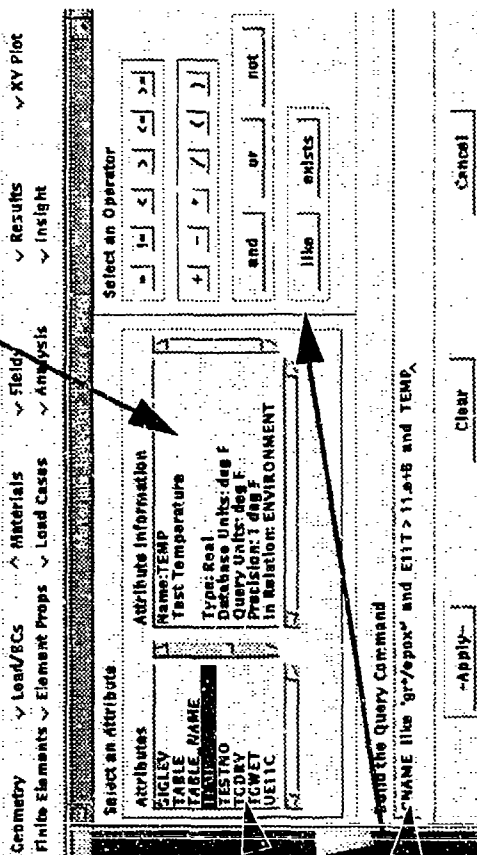 Geometry Load/BCs Materials Fields Results XY Plot
Finite Elements Element Props Load Cases Analysis Insight
Select an Attribute
Attributes
SIGLEV
TABLE
TABLE_NAME
TEMP
TESTNO
TGDRY
TGWET
UE11C
Attribute Information
Name:TEMP
Test Temperature
Type:Real
Database Units:deg F
Query Units:deg F
Precision:1 deg F
In Relation:ENVIRONMENT
Select an Operator
= != < > <= >=
+ - * / ( )
and or not
like exists
Build the Query Command
CNAME like "gr*/epox*" and E11T> 11.e+6 and TEMP
-Apply- Clear Cancel